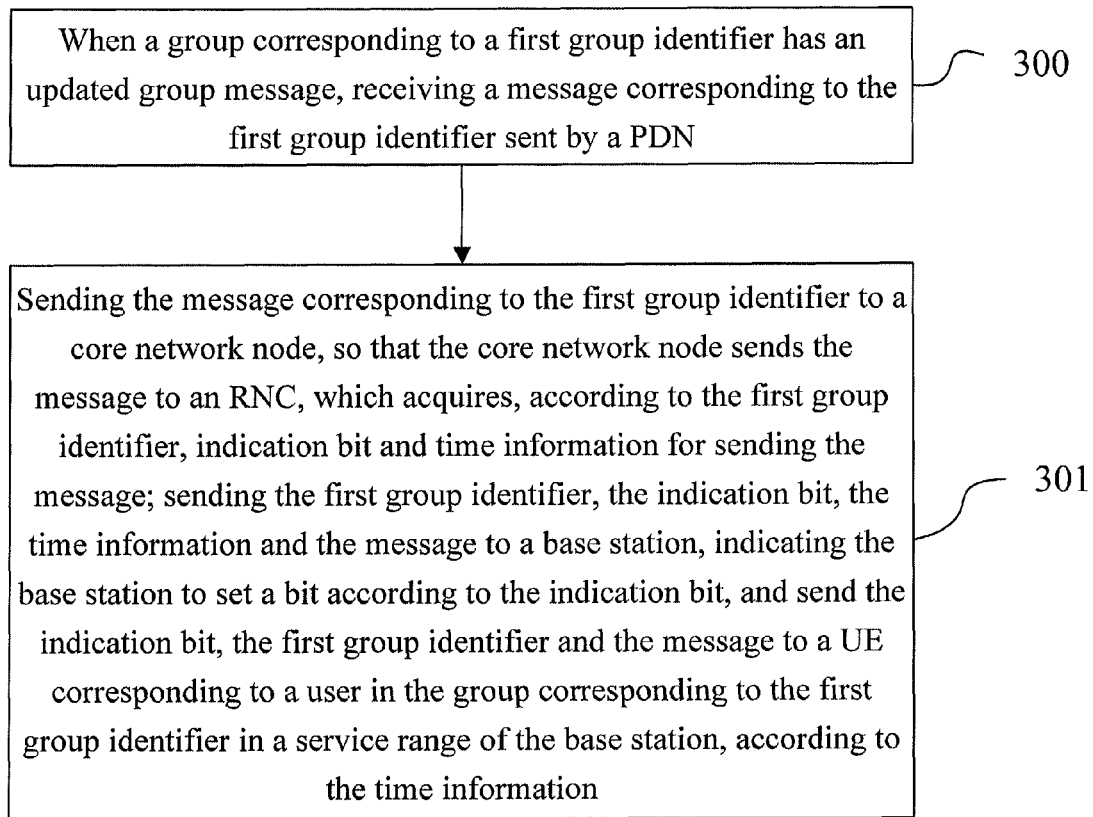 When a group corresponding to a first group identifier has an
updated group message, receiving a message corresponding to the
first group identifier sent by a PDN
300
Sending the message corresponding to the first group identifier to a
core network node, so that the core network node sends the
message to an RNC, which acquires, according to the first group
identifier, indication bit and time information for sending the
message; sending the first group identifier, the indication bit, the
time information and the message to a base station, indicating the
base station to set a bit according to the indication bit, and send the
indication bit, the first group identifier and the message to a UE
corresponding to a user in the group corresponding to the first
group identifier in a service range of the base station, according to
the time information
301